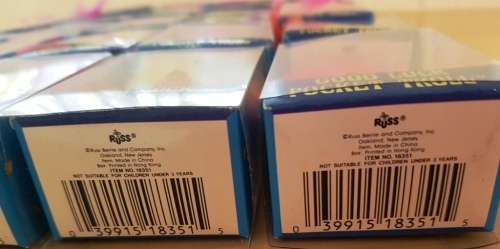 Russ®
©Russ Berrie and Company, Inc.
Oakland, New Jersey
Item: Made in China
Box: Printed in Hong Kong
ITEM NO. 18351
NOT SUITABLE FOR CHILDREN UNDER 3 YEARS
0 39915 18351 5
GOOD LUCK
POCKET TROLL
Russ®
©Russ Berrie and Company, Inc.
Oakland, New Jersey
Item: Made in China
Box: Printed in Hong Kong
ITEM NO. 18351
NOT SUITABLE FOR CHILDREN UNDER 3 YEARS
0 39915 18351 5